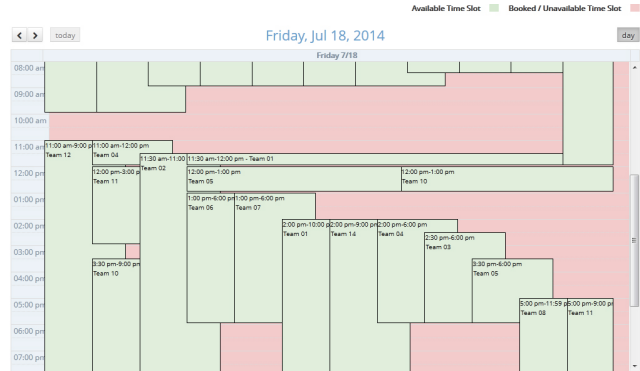 Available Time Slot Booked / Unavailable Time Slot
today Friday, Jul 18, 2014 day
Friday 7/18
08:00 am
09:00 am
10:00 am
11:00 am
11:00 am-9:00 p
Team 12
11:00 am-12:00 pm
Team 04
11:30 am-11:00
Team 02
11:30 am-12:00 pm - Team 01
12:00 pm
12:00 pm-3:00 p
Team 11
12:00 pm-1:00 pm
Team 05
12:00 pm-1:00 pm
Team 10
01:00 pm
1:00 pm-6:00 pm
Team 06
1:00 pm-6:00 pm
Team 07
02:00 pm
2:00 pm-10:00 p
Team 01
2:00 pm-9:00 pm
Team 14
2:00 pm-6:00 pm
Team 04
2:30 pm-6:00 pm
Team 03
03:00 pm
3:30 pm-9:00 pm
Team 10
3:30 pm-6:00 pm
Team 05
04:00 pm
05:00 pm
5:00 pm-11:59 p
Team 08
5:00 pm-9:00 pm
Team 11
06:00 pm
07:00 pm